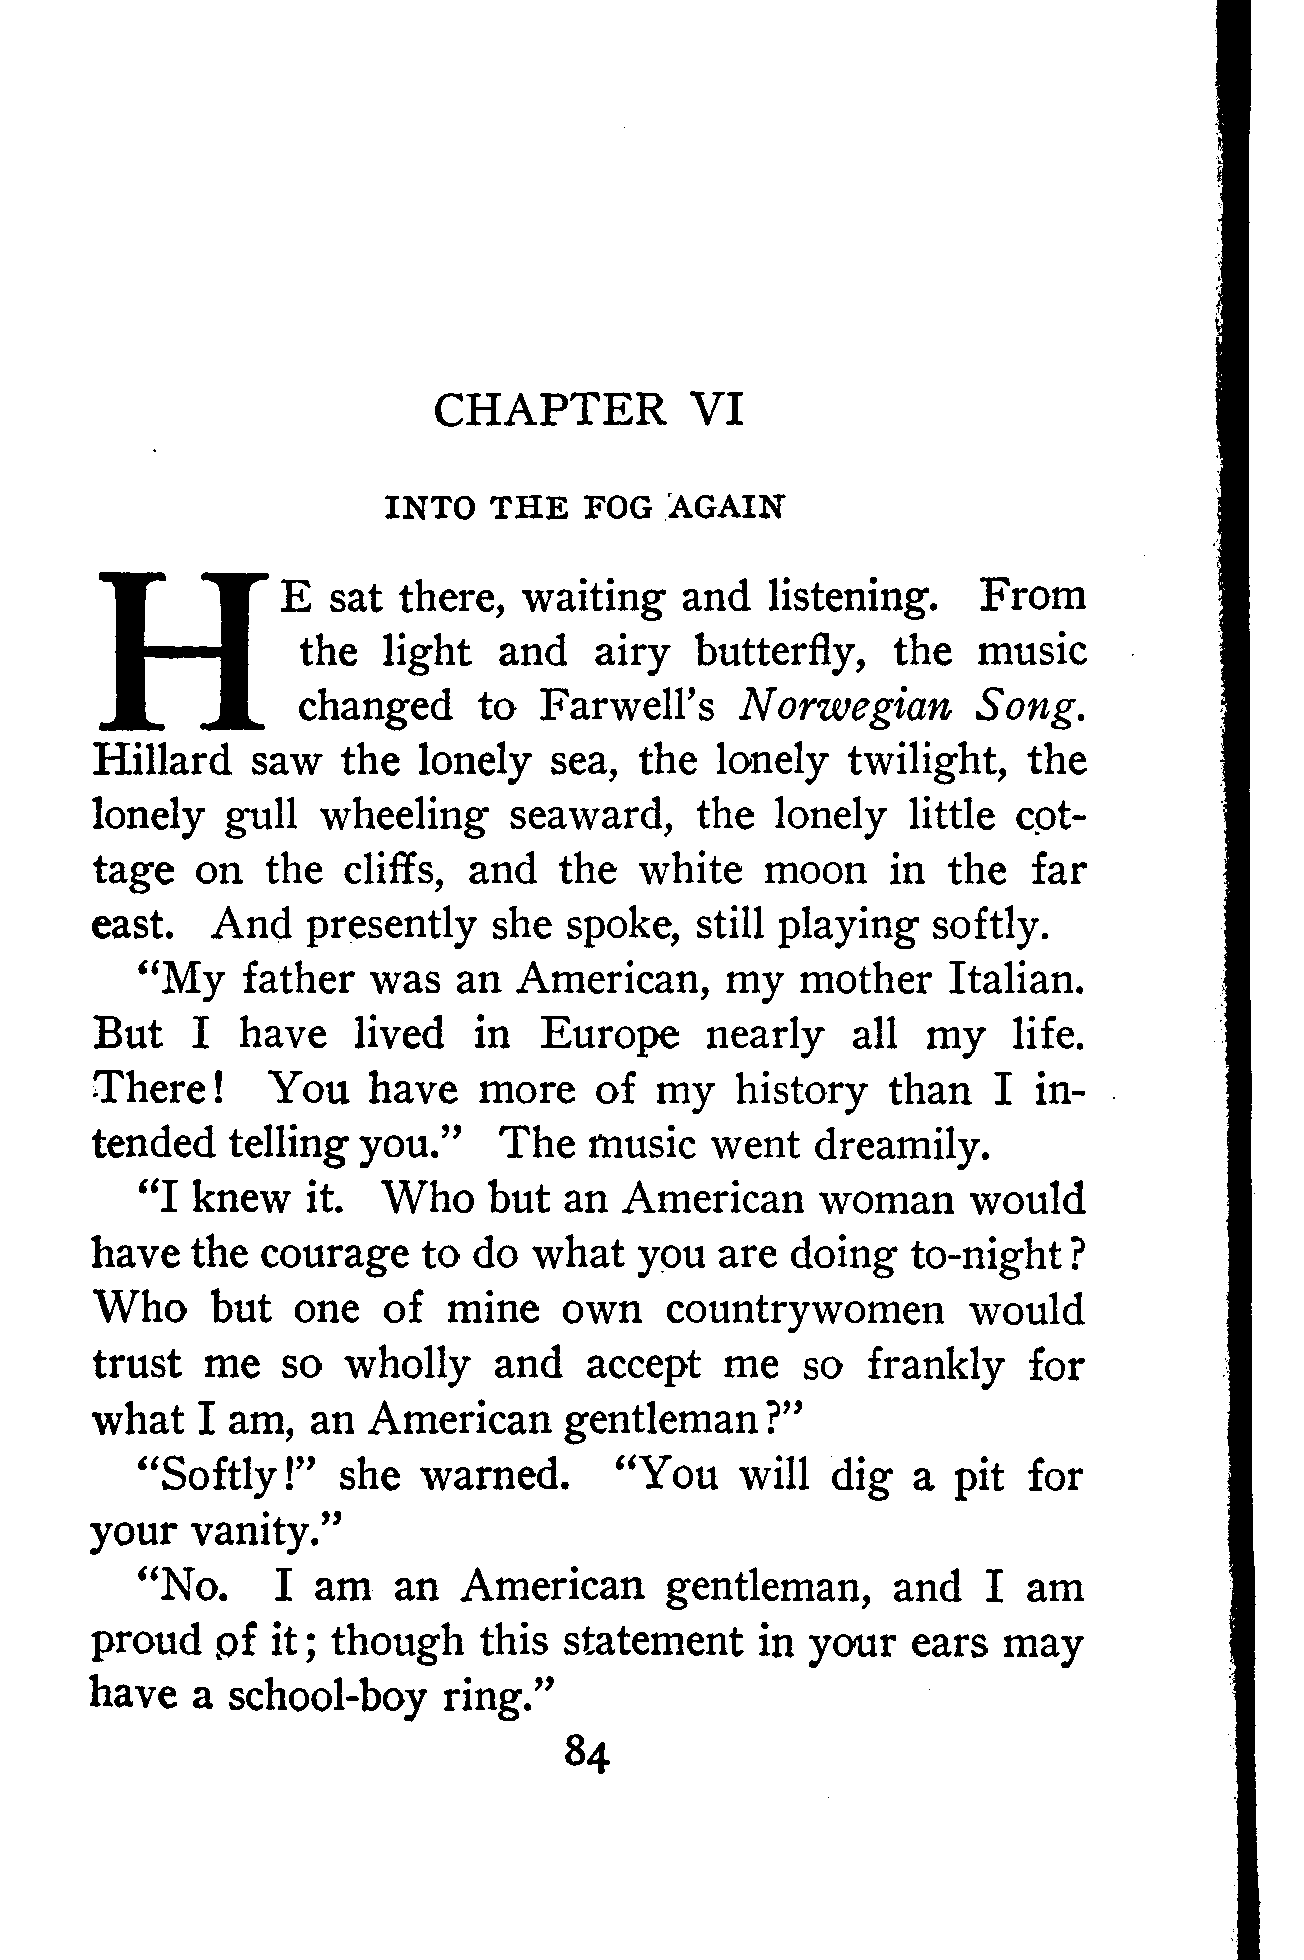 CHAPTER VI
INTO THE FOG AGAIN
HE sat there, waiting and listening. From
the light and airy butterfly, the music
changed to Farwell's Norwegian Song.
Hillard saw the lonely sea, the lonely twilight, the
lonely gull wheeling seaward, the lonely little cot-
tage on the cliffs, and the white moon in the far
east. And presently she spoke, still playing softly.
"My father was an American, my mother Italian.
But I have lived in Europe nearly all my life.
There! You have more of my history than I in-
tended telling you." The music went dreamily.
"I knew it. Who but an American woman would
have the courage to do what you are doing to-night?
Who but one of mine own countrywomen would
trust me so wholly and accept me so frankly for
what I am, an American gentleman?"
"Softly!" she warned. "You will dig a pit for
your vanity."
"No. I am an American gentleman, and I am
proud of it; though this statement in your ears may
have a school-boy ring."
84